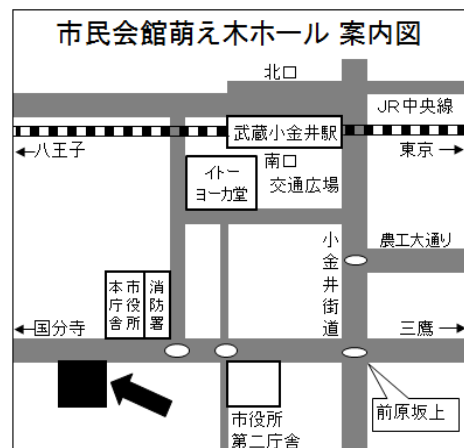 市民会館萌え木ホール 案内図
北口
JR中央線
武蔵小金井駅
←八王子
南口
東京→
イトー
ヨーカ堂
交通広場
小金井街道
農工大通り
市役所
本庁舎
消防署
←国分寺
三鷹→
市役所
第二庁舎
前原坂上